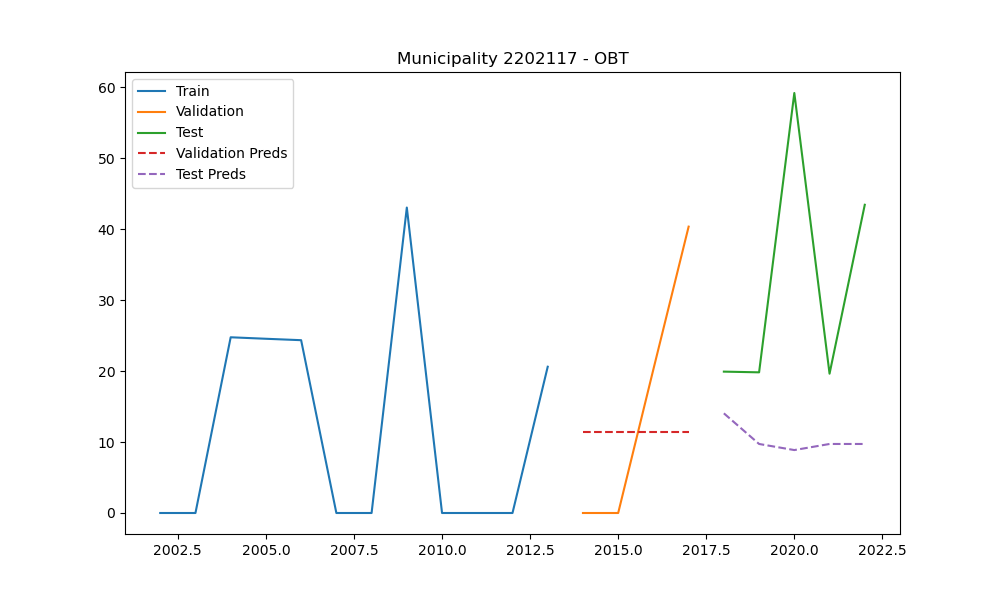 Municipality 2202117 - OBT
Train
Validation
Test
Validation Preds
Test Preds
60
50
40
30
20
10
0
2002.5 2005.0 2007.5 2010.0 2012.5 2015.0 2017.5 2020.0 2022.5